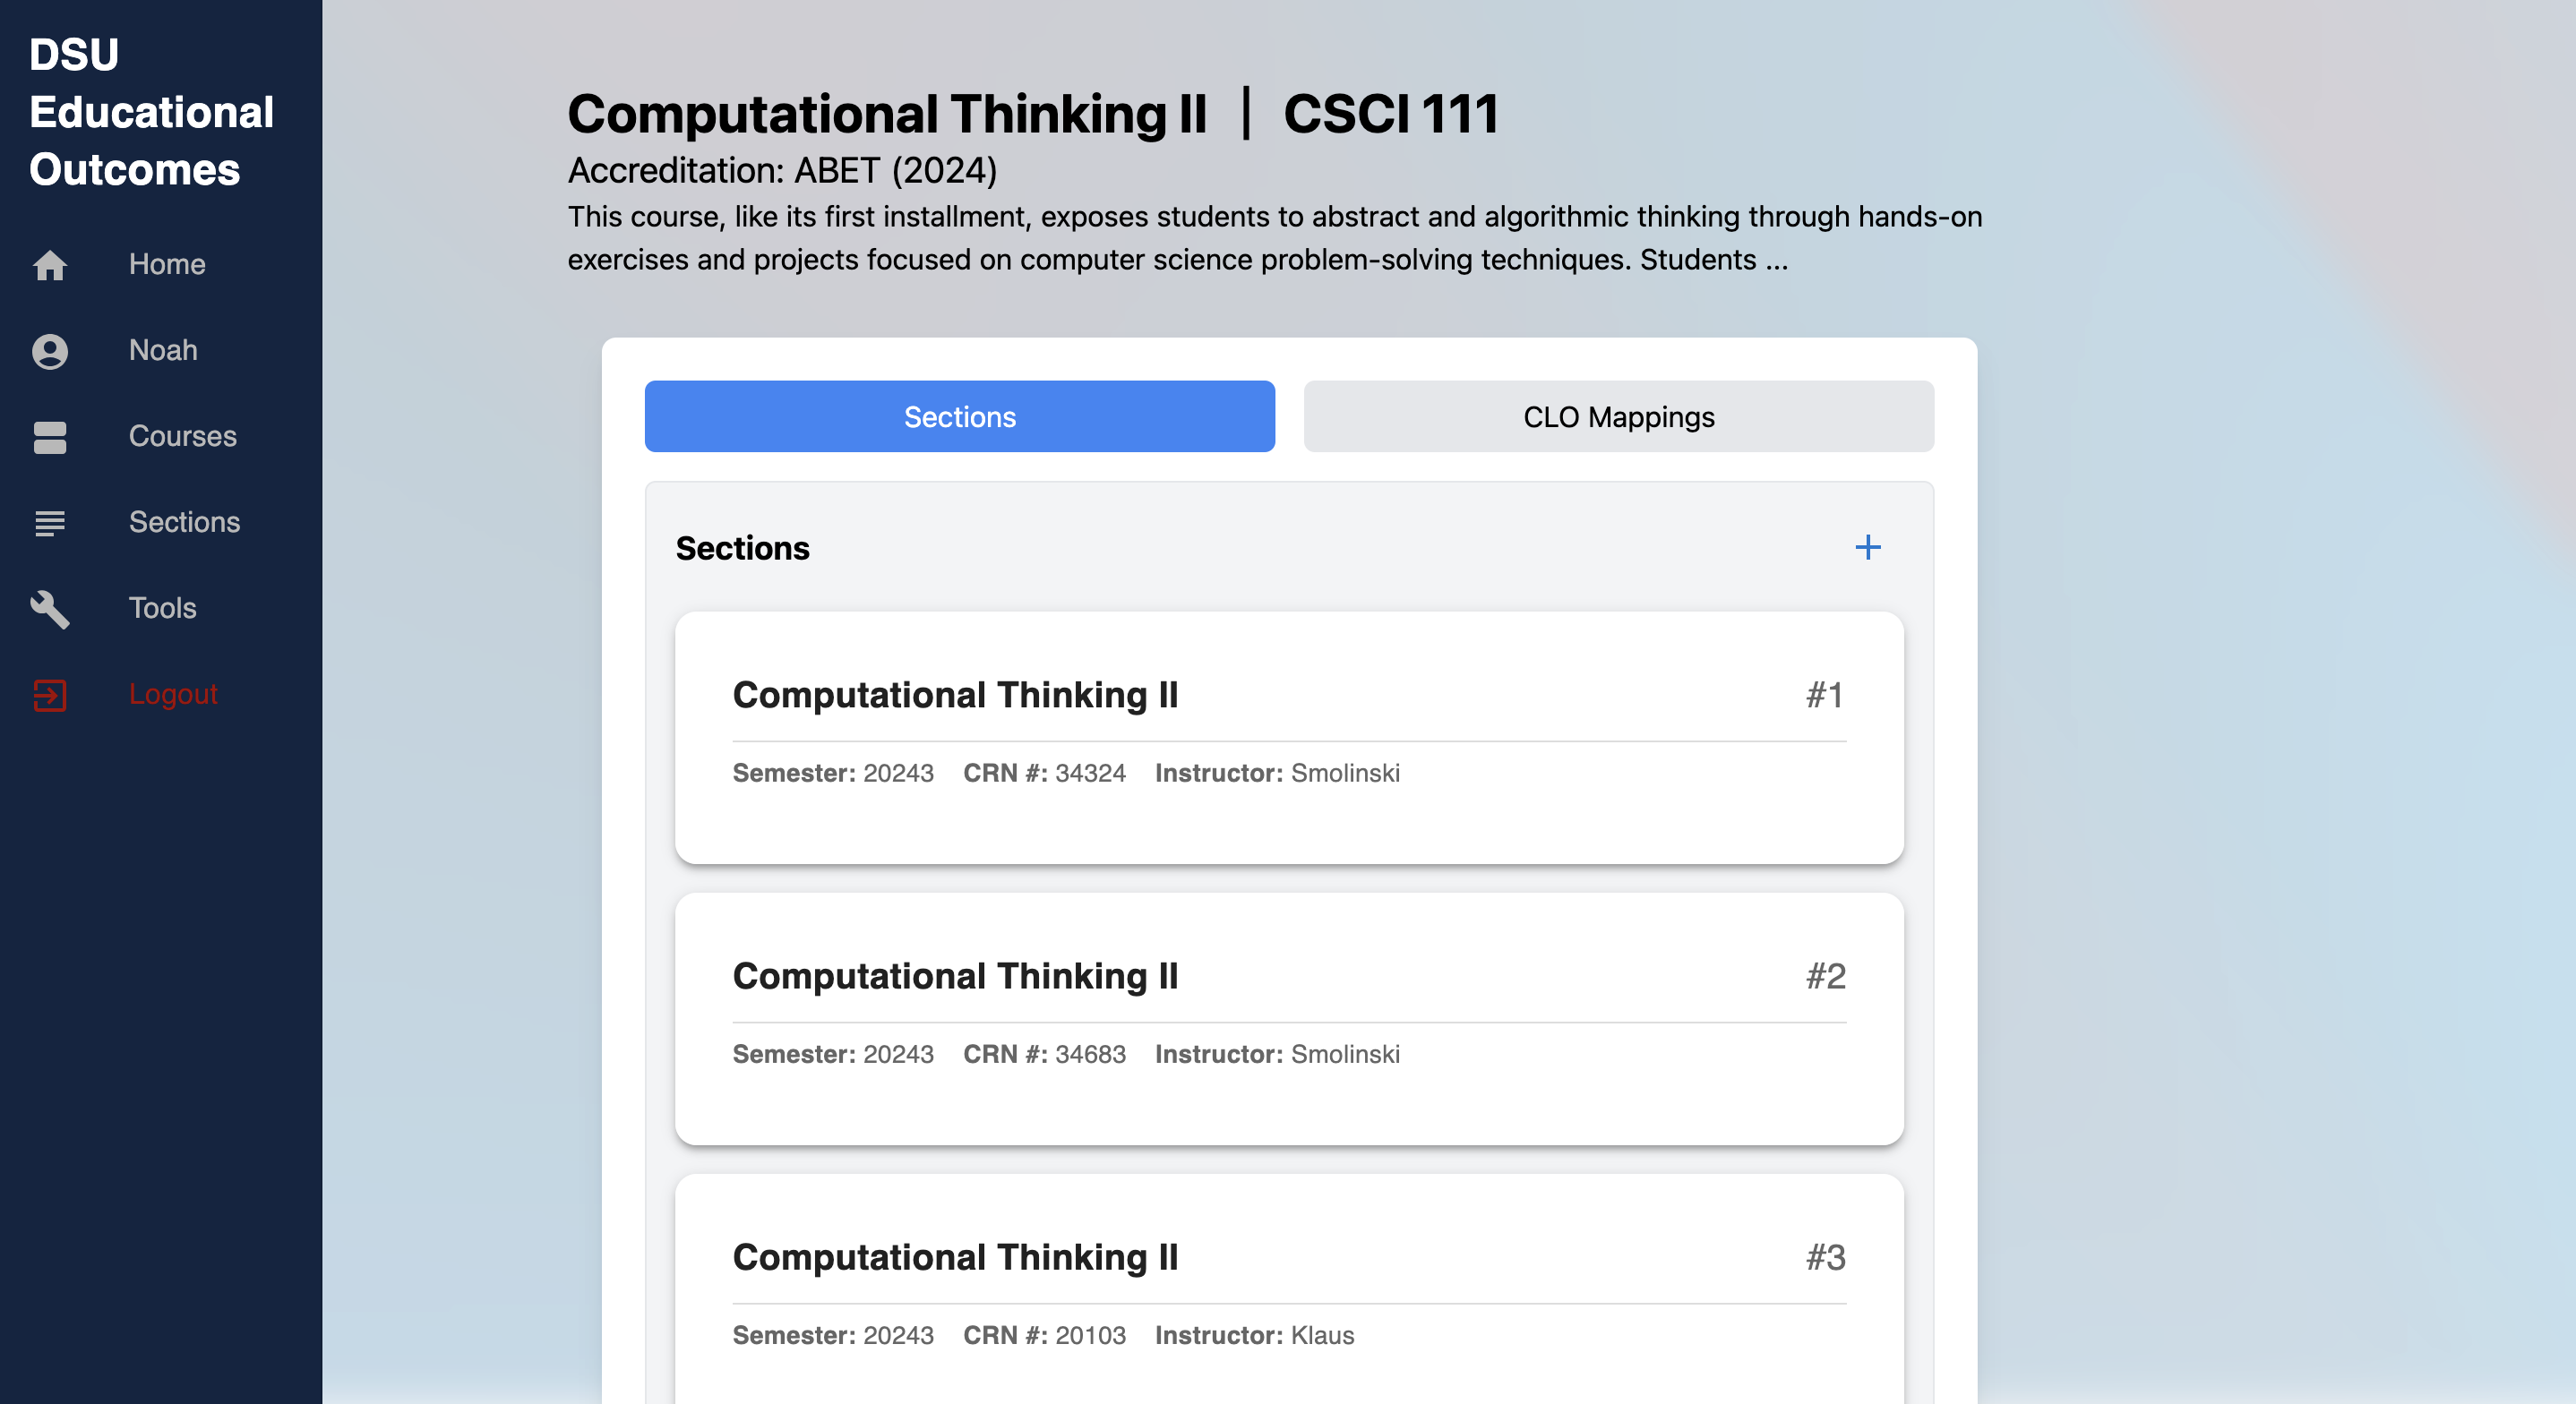 DSU
Educational
Outcomes
Home
Noah
Courses
Sections
Tools
Logout
Computational Thinking II | CSCI 111
Accreditation: ABET (2024)
This course, like its first installment, exposes students to abstract and algorithmic thinking through hands-on
exercises and projects focused on computer science problem-solving techniques. Students ...
Sections CLO Mappings
Sections +
Computational Thinking II #1
Semester: 20243 CRN #: 34324 Instructor: Smolinski
Computational Thinking II #2
Semester: 20243 CRN #: 34683 Instructor: Smolinski
Computational Thinking II #3
Semester: 20243 CRN #: 20103 Instructor: Klaus